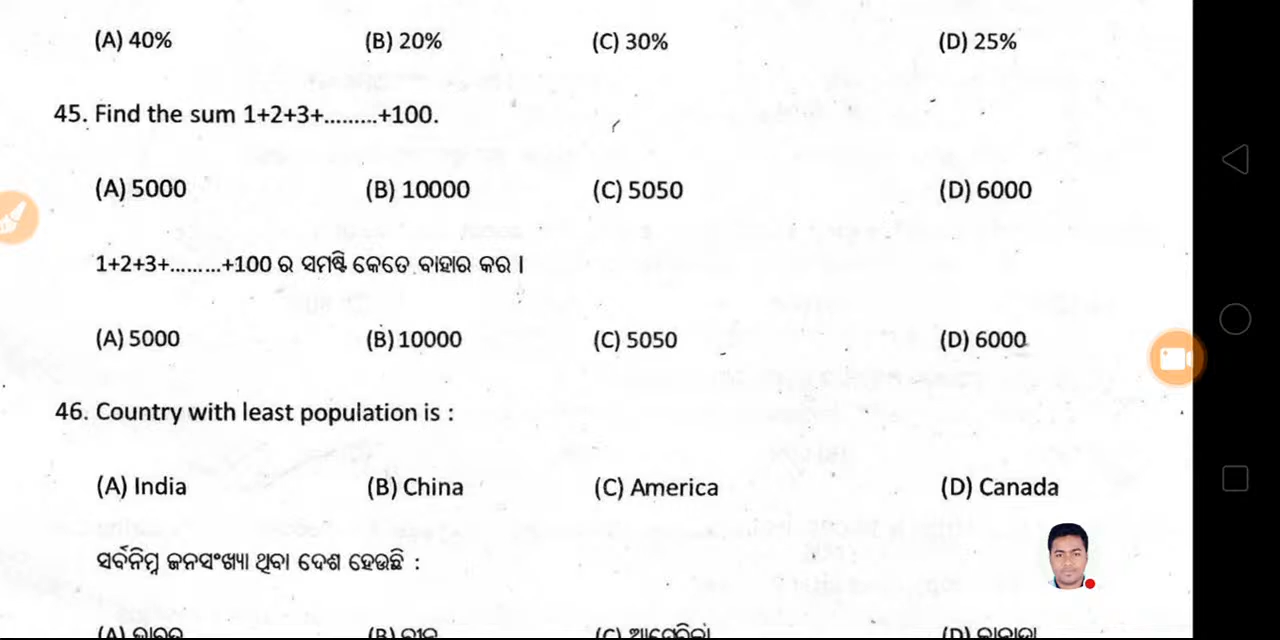 (A) 40% (B) 20% (C) 30% (D) 25%
45. Find the sum 1+2+3+.........+100.
(A) 5000 (B) 10000 (C) 5050 (D) 6000
1+2+3+.........+100 ର ସମଷ୍ଟି କେତେ ବାହାର କର ।
(A) 5000 (B) 10000 (C) 5050 (D) 6000
46. Country with least population is :
(A) India (B) China (C) America (D) Canada
ସର୍ବନିମ୍ନ ଜନସଂଖ୍ୟା ଥିବା ଦେଶ ହେଉଛି :
(A) ଭାରତ (B) ଚୀନ (C) ଆମେରିକା (D) କାନାଡା